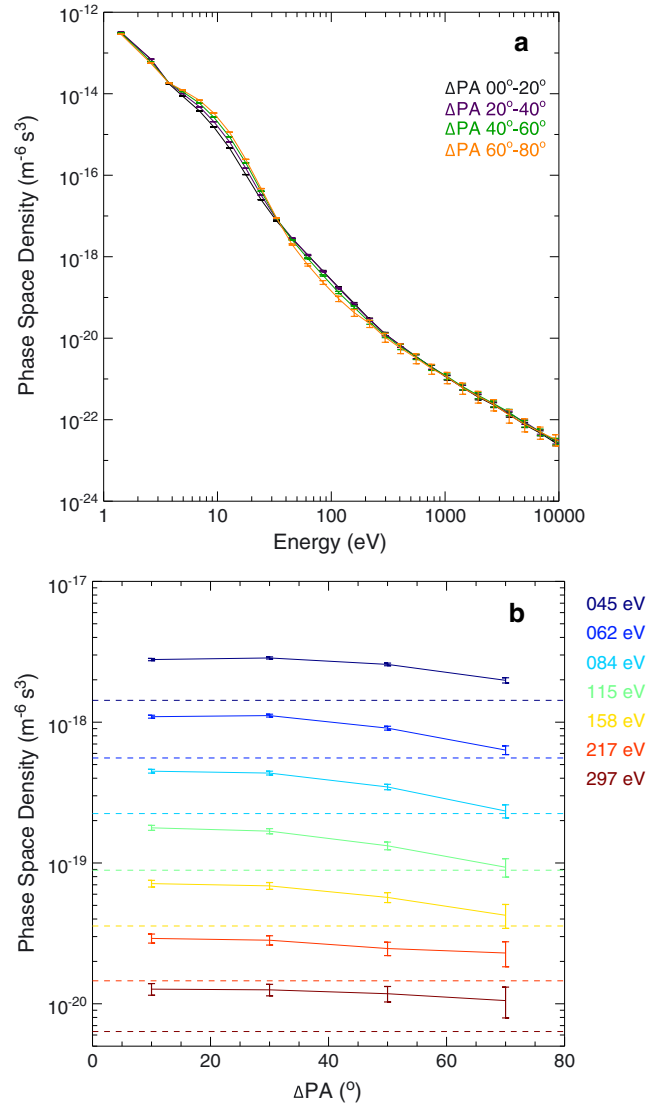 a
ΔPA 00°-20°
ΔPA 20°-40°
ΔPA 40°-60°
ΔPA 60°-80°
Phase Space Density (m⁻⁶ s³)
10⁻¹²
10⁻¹⁴
10⁻¹⁶
10⁻¹⁸
10⁻²⁰
10⁻²²
10⁻²⁴
1 10 100 1000 10000
Energy (eV)
b
045 eV
062 eV
084 eV
115 eV
158 eV
217 eV
297 eV
Phase Space Density (m⁻⁶ s³)
10⁻¹⁷
10⁻¹⁸
10⁻¹⁹
10⁻²⁰
0 20 40 60 80
ΔPA (°)